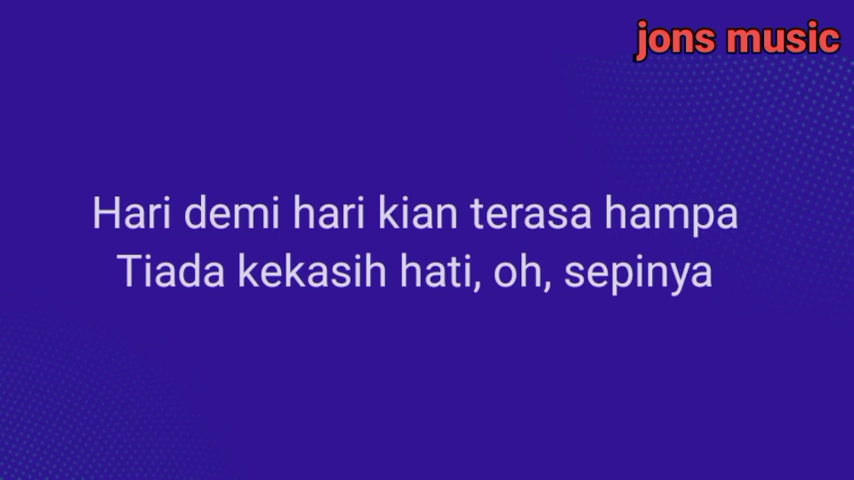 jons music
Hari demi hari kian terasa hampa
Tiada kekasih hati, oh, sepinya